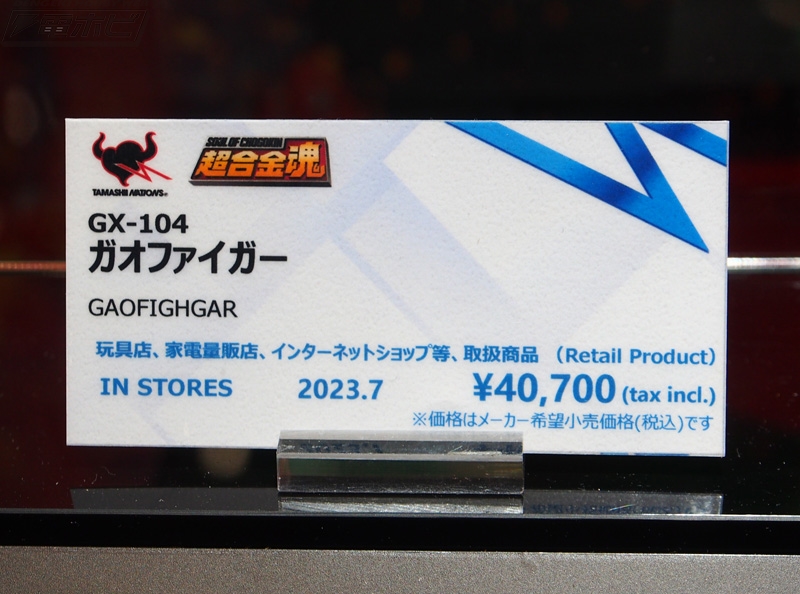 TAMASHII NATIONS
SOUL OF CHOGOKIN
超合金魂
GX-104
ガオファイガー
GAOFIGHGAR
玩具店、家電量販店、インターネットショップ等、取扱商品 （Retail Product）
IN STORES 2023.7 ¥40,700 (tax incl.)
※価格はメーカー希望小売価格(税込)です